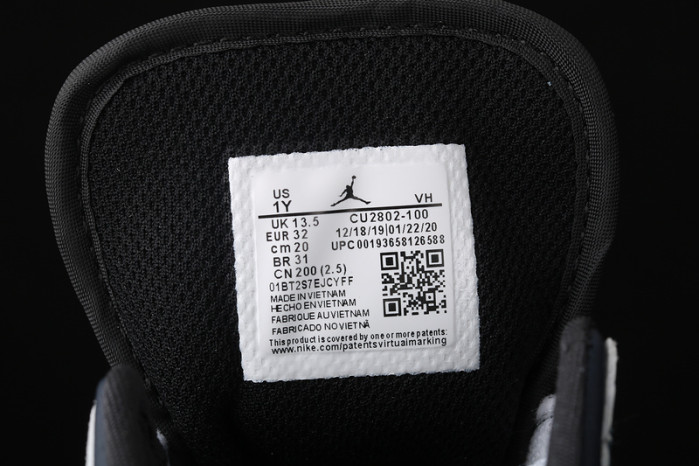 US
1Y VH
UK 13.5 CU2802-100
EUR 32 12/18/19|01/22/20
cm 20 UPC00193658126588
BR 31
CN 200 (2.5)
01BT2S7EJCYFF
MADE IN VIETNAM
HECHO EN VIETNAM
FABRIQUE AU VIETNAM
FABRICADO NO VIETNÃ
This product is covered by one or more patents:
www.nike.com/patentsvirtualmarking